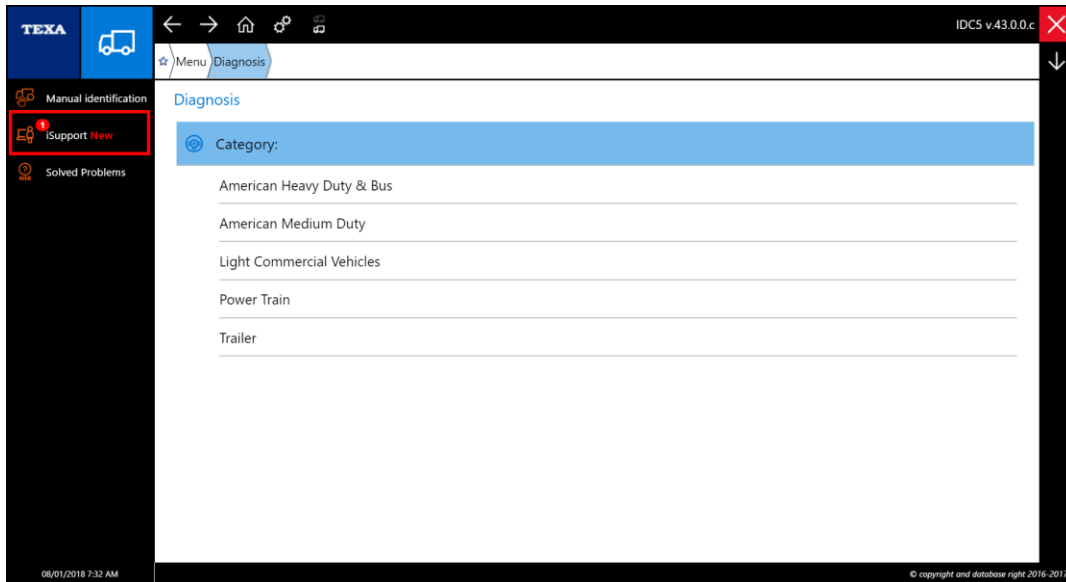 TEXA
IDC5 v.43.0.0.c
Menu
Diagnosis
Manual identification
1
iSupport New
WEB
Solved Problems
Diagnosis
Category:
American Heavy Duty & Bus
American Medium Duty
Light Commercial Vehicles
Power Train
Trailer
08/01/2018 7:32 AM
© copyright and database right 2016-2017